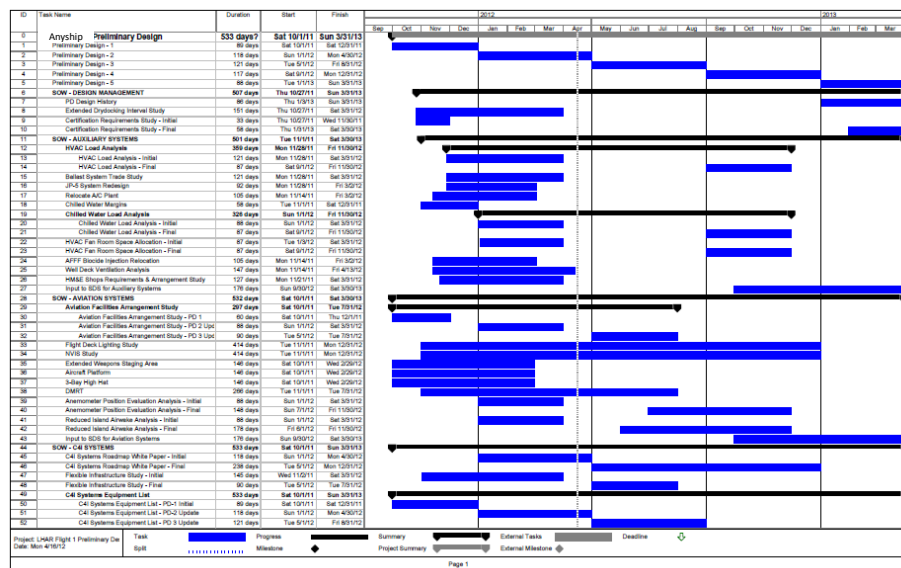 ID Task Name Duration Start Finish 2012 2013
Sep Oct Nov Dec Jan Feb Mar Apr May Jun Jul Aug Sep Oct Nov Dec Jan Feb Mar
0 Anyship Preliminary Design 533 days? Sat 10/1/11 Sun 3/31/13
1 Preliminary Design - 1 89 days Sat 10/1/11 Sat 12/31/11
2 Preliminary Design - 2 118 days Sun 1/1/12 Mon 4/30/12
3 Preliminary Design - 3 121 days Tue 5/1/12 Fri 8/31/12
4 Preliminary Design - 4 117 days Sat 9/1/12 Mon 12/31/12
5 Preliminary Design - 5 88 days Tue 1/1/13 Sun 3/31/13
6 SOW - DESIGN MANAGEMENT 507 days Thu 10/27/11 Sun 3/31/13
7 PD Design History 86 days Thu 1/3/13 Sun 3/31/13
8 Extended Drydocking Interval Study 151 days Thu 10/27/11 Sat 3/31/12
9 Certification Requirements Study - Initial 33 days Thu 10/27/11 Wed 11/30/11
10 Certification Requirements Study - Final 58 days Thu 1/31/13 Sat 3/30/13
11 SOW - AUXILIARY SYSTEMS 501 days Tue 11/1/11 Sat 3/30/13
12 HVAC Load Analysis 359 days Mon 11/28/11 Fri 11/30/12
13 HVAC Load Analysis - Initial 121 days Mon 11/28/11 Sat 3/31/12
14 HVAC Load Analysis - Final 87 days Sat 9/1/12 Fri 11/30/12
15 Ballast System Trade Study 121 days Mon 11/28/11 Sat 3/31/12
16 JP-5 System Redesign 92 days Mon 11/28/11 Fri 3/2/12
17 Relocate A/C Plant 105 days Mon 11/14/11 Fri 3/2/12
18 Chilled Water Margins 58 days Tue 11/1/11 Sat 12/31/11
19 Chilled Water Load Analysis 326 days Sun 1/1/12 Fri 11/30/12
20 Chilled Water Load Analysis - Initial 88 days Sun 1/1/12 Sat 3/31/12
21 Chilled Water Load Analysis - Final 87 days Sat 9/1/12 Fri 11/30/12
22 HVAC Fan Room Space Allocation - Initial 87 days Tue 1/3/12 Sat 3/31/12
23 HVAC Fan Room Space Allocation - Final 87 days Sat 9/1/12 Fri 11/30/12
24 AFFF Biocide Injection Relocation 105 days Mon 11/14/11 Fri 3/2/12
25 Well Deck Ventilation Analysis 147 days Mon 11/14/11 Fri 4/13/12
26 HM&E Shops Requirements & Arrangement Study 127 days Mon 11/21/11 Sat 3/31/12
27 Input to SDS for Auxiliary Systems 176 days Sun 9/30/12 Sat 3/30/13
28 SOW - AVIATION SYSTEMS 532 days Sat 10/1/11 Sat 3/30/13
29 Aviation Facilities Arrangement Study 297 days Sat 10/1/11 Tue 7/31/12
30 Aviation Facilities Arrangement Study - PD 1 60 days Sat 10/1/11 Thu 12/1/11
31 Aviation Facilities Arrangement Study - PD 2 Upd 88 days Sun 1/1/12 Sat 3/31/12
32 Aviation Facilities Arrangement Study - PD 3 Upd 90 days Tue 5/1/12 Tue 7/31/12
33 Flight Deck Lighting Study 414 days Tue 11/1/11 Mon 12/31/12
34 NVIS Study 414 days Tue 11/1/11 Mon 12/31/12
35 Extended Weapons Staging Area 146 days Sat 10/1/11 Wed 2/29/12
36 Aircraft Platform 146 days Sat 10/1/11 Wed 2/29/12
37 3-Bay High Hat 146 days Sat 10/1/11 Wed 2/29/12
38 DMRT 266 days Tue 11/1/11 Tue 7/31/12
39 Anemometer Position Evaluation Analysis - Initial 88 days Sun 1/1/12 Sat 3/31/12
40 Anemometer Position Evaluation Analysis - Final 148 days Sun 7/1/12 Fri 11/30/12
41 Reduced Island Airwake Analysis - Initial 88 days Sun 1/1/12 Sat 3/31/12
42 Reduced Island Airwake Analysis - Final 178 days Fri 6/1/12 Fri 11/30/12
43 Input to SDS for Aviation Systems 176 days Sun 9/30/12 Sat 3/30/13
44 SOW - C4I SYSTEMS 533 days Sat 10/1/11 Sun 3/31/13
45 C4I Systems Roadmap White Paper - Initial 118 days Sun 1/1/12 Mon 4/30/12
46 C4I Systems Roadmap White Paper - Final 238 days Tue 5/1/12 Mon 12/31/12
47 Flexible Infrastructure Study - Initial 145 days Wed 11/2/11 Sat 3/31/12
48 Flexible Infrastructure Study - Final 90 days Tue 5/1/12 Tue 7/31/12
49 C4I Systems Equipment List 533 days Sat 10/1/11 Sun 3/31/13
50 C4I Systems Equipment List - PD-1 Initial 89 days Sat 10/1/11 Sat 12/31/11
51 C4I Systems Equipment List - PD-2 Update 118 days Sun 1/1/12 Mon 4/30/12
52 C4I Systems Equipment List - PD 3 Update 121 days Tue 5/1/12 Fri 8/31/12
Project: LHAR Flight 1 Preliminary De
Date: Mon 4/16/12
Task Progress Summary External Tasks Deadline
Split Milestone Project Summary External Milestone
Page 1